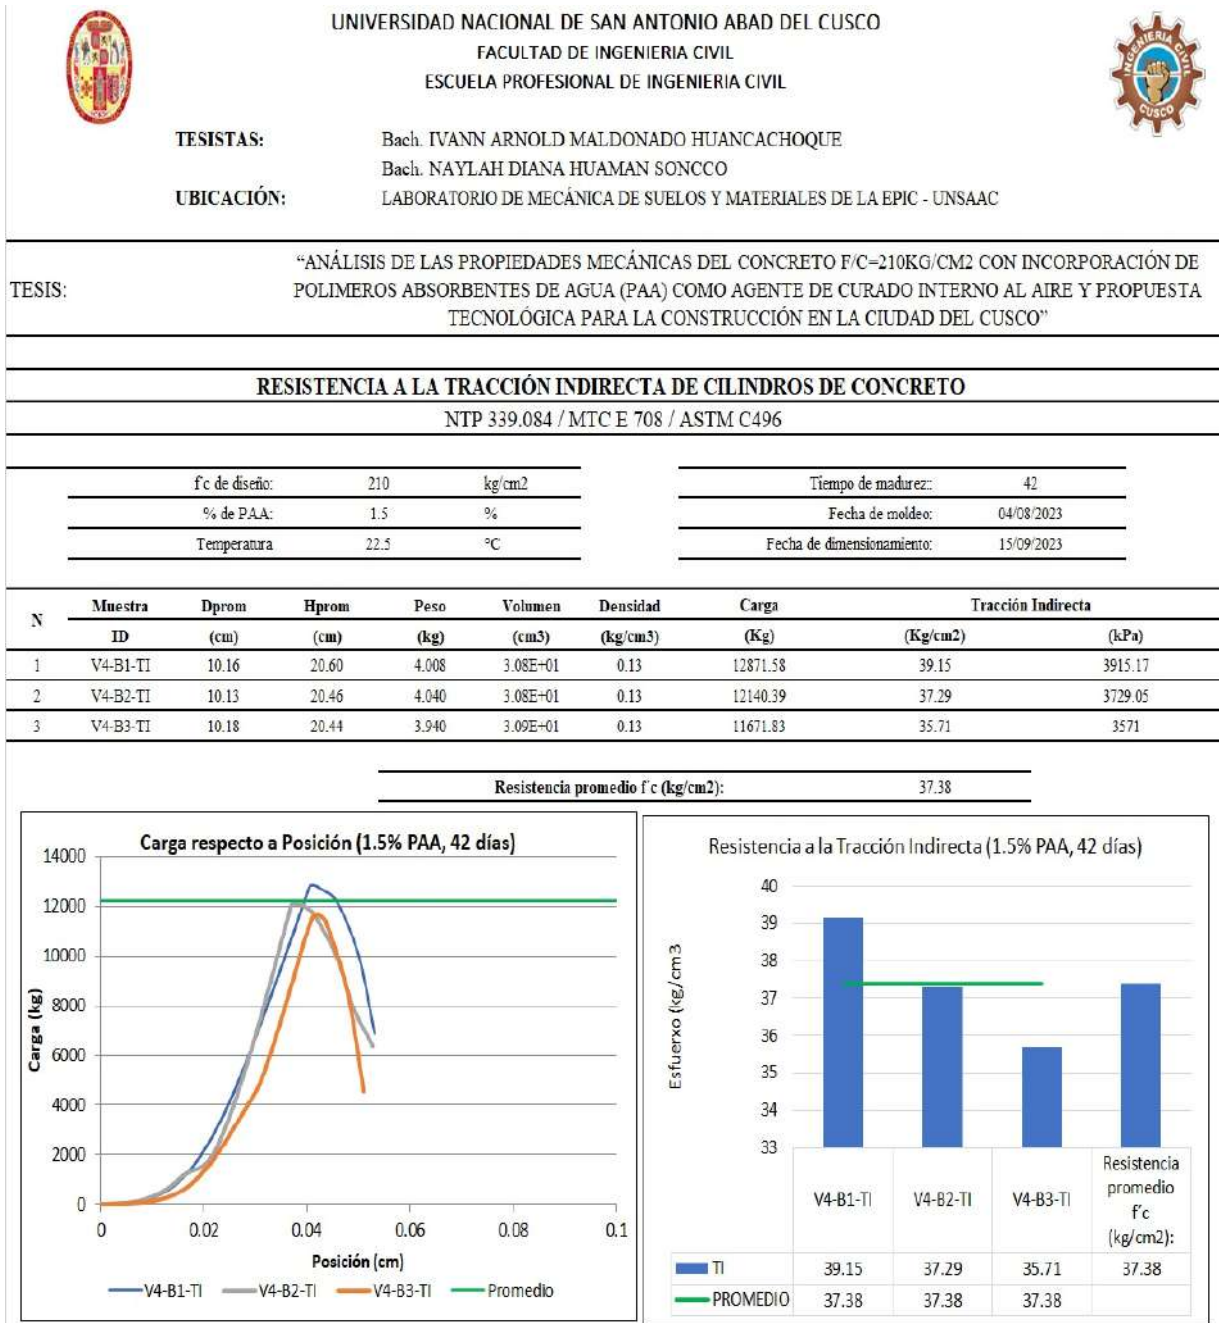 UNIVERSIDAD NACIONAL DE SAN ANTONIO ABAD DEL CUSCO
FACULTAD DE INGENIERIA CIVIL
ESCUELA PROFESIONAL DE INGENIERIA CIVIL
INGENIERIA CIVIL
CUSCO
TESISTAS: Bach. IVANN ARNOLD MALDONADO HUANCACHOQUE
Bach. NAYLAH DIANA HUAMAN SONCCO
UBICACIÓN: LABORATORIO DE MECÁNICA DE SUELOS Y MATERIALES DE LA EPIC - UNSAAC
TESIS: “ANÁLISIS DE LAS PROPIEDADES MECÁNICAS DEL CONCRETO F/C=210KG/CM2 CON INCORPORACIÓN DE
POLIMEROS ABSORBENTES DE AGUA (PAA) COMO AGENTE DE CURADO INTERNO AL AIRE Y PROPUESTA
TECNOLÓGICA PARA LA CONSTRUCCIÓN EN LA CIUDAD DEL CUSCO”
RESISTENCIA A LA TRACCIÓN INDIRECTA DE CILINDROS DE CONCRETO
NTP 339.084 / MTC E 708 / ASTM C496
f'c de diseño: 210 kg/cm2
% de PAA: 1.5 %
Temperatura 22.5 °C
Tiempo de madurez:: 42
Fecha de moldeo: 04/08/2023
Fecha de dimensionamiento: 15/09/2023
N Muestra Dprom Hprom Peso Volumen Densidad Carga Tracción Indirecta
ID (cm) (cm) (kg) (cm3) (kg/cm3) (Kg) (Kg/cm2) (kPa)
1 V4-B1-TI 10.16 20.60 4.008 3.08E+01 0.13 12871.58 39.15 3915.17
2 V4-B2-TI 10.13 20.46 4.040 3.08E+01 0.13 12140.39 37.29 3729.05
3 V4-B3-TI 10.18 20.44 3.940 3.09E+01 0.13 11671.83 35.71 3571
Resistencia promedio f´c (kg/cm2): 37.38
Carga respecto a Posición (1.5% PAA, 42 días)
Carga (kg)
14000
12000
10000
8000
6000
4000
2000
0
0 0.02 0.04 0.06 0.08 0.1
Posición (cm)
V4-B1-TI V4-B2-TI V4-B3-TI Promedio
Resistencia a la Tracción Indirecta (1.5% PAA, 42 días)
Esfuerxo (kg/cm3
40
39
38
37
36
35
34
33
V4-B1-TI V4-B2-TI V4-B3-TI Resistencia
promedio
f´c
(kg/cm2):
TI 39.15 37.29 35.71 37.38
PROMEDIO 37.38 37.38 37.38